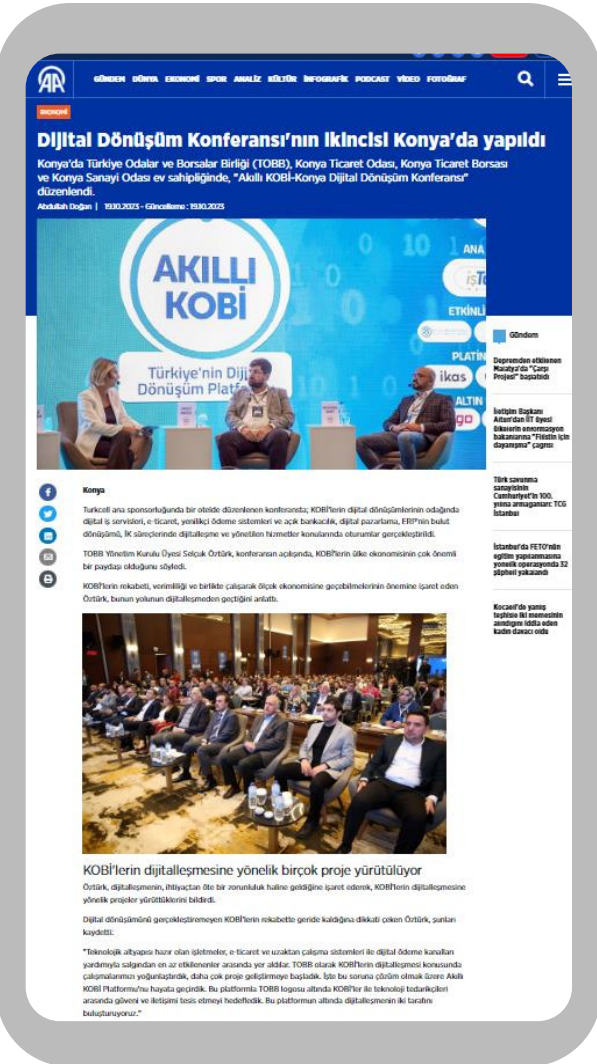 AA
GÜNDEM DÜNYA EKONOMİ SPOR ANALİZ KÜLTÜR İNFOGRAFİK PODCAST VİDEO FOTOĞRAF
EKONOMİ
Dijital Dönüşüm Konferansı'nın ikincisi Konya'da yapıldı
Konya'da Türkiye Odalar ve Borsalar Birliği (TOBB), Konya Ticaret Odası, Konya Ticaret Borsası
ve Konya Sanayi Odası ev sahipliğinde, "Akıllı KOBİ-Konya Dijital Dönüşüm Konferansı"
düzenlendi.
Abdullah Doğan | 19.10.2023 - Güncelleme : 19.10.2023
AKILLI
KOBİ
Türkiye'nin Diji
Dönüşüm Platf
ANA
işTu
ETKİNLİ
PLATİN
ikas
ALTIN
go
Gündem
Depremden etkilenen
Malatya'da "Çarşı
Projesi" başlatıldı
İletişim Başkanı
Altun'dan İİT üyesi
ülkelerin enformasyon
bakanlarına "Filistin için
dayanışma" çağrısı
Türk savunma
sanayisinin
Cumhuriyet'in 100.
yılına armağanları: TCG
İstanbul
İstanbul'da FETÖ'nün
eğitim yapılanmasına
yönelik operasyonda 32
şüpheli yakalandı
Kocaeli'de yanlış
teşhisle iki memesinin
alındığını iddia eden
kadın davacı oldu
Konya
Turkcell ana sponsorluğunda bir otelde düzenlenen konferansta; KOBİ'lerin dijital dönüşümlerinin odağında
dijital iş servisleri, e-ticaret, yenilikçi ödeme sistemleri ve açık bankacılık, dijital pazarlama, ERP'nin bulut
dönüşümü, İK süreçlerinde dijitalleşme ve yönetilen hizmetler konularında oturumlar gerçekleştirildi.
TOBB Yönetim Kurulu Üyesi Selçuk Öztürk, konferansın açılışında, KOBİ'lerin ülke ekonomisinin çok önemli
bir paydaşı olduğunu söyledi.
KOBİ'lerin rekabeti, verimliliği ve birlikte çalışarak ölçek ekonomisine geçebilmelerinin önemine işaret eden
Öztürk, bunun yolunun dijitalleşmeden geçtiğini anlattı.
KOBİ'lerin dijitalleşmesine yönelik birçok proje yürütülüyor
Öztürk, dijitalleşmenin, ihtiyaçtan öte bir zorunluluk haline geldiğine işaret ederek, KOBİ'lerin dijitalleşmesine
yönelik projeler yürüttüklerini bildirdi.
Dijital dönüşümünü gerçekleştiremeyen KOBİ'lerin rekabette geride kaldığına dikkati çeken Öztürk, şunları
kaydetti:
"Teknolojik altyapısı hazır olan işletmeler, e-ticaret ve uzaktan çalışma sistemleri ile dijital ödeme kanalları
yardımıyla salgından en az etkilenenler arasında yer aldılar. TOBB olarak KOBİ'lerin dijitalleşmesi konusunda
çalışmalarımızı yoğunlaştırdık, daha çok proje geliştirmeye başladık. İşte bu soruna çözüm olmak üzere Akıllı
KOBİ Platformu'nu hayata geçirdik. Bu platformla TOBB logosu altında KOBİ'ler ile teknoloji tedarikçileri
arasında güveni ve iletişimi tesis etmeyi hedefledik. Bu platformun altında dijitalleşmenin iki tarafını
buluşturuyoruz."